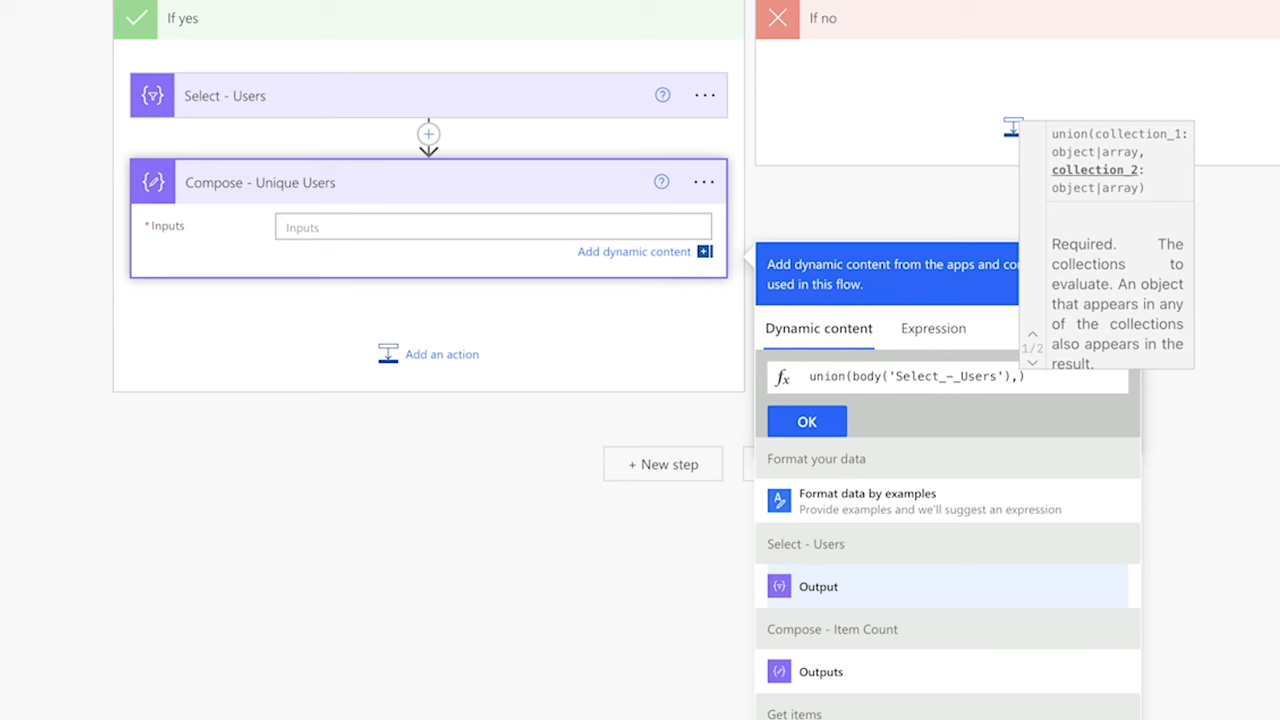 If yes
If no
Select - Users
Compose - Unique Users
* Inputs
Inputs
Add dynamic content
Add an action
+ New step
union(collection_1:
object|array,
collection_2:
object|array)
Required. The
collections to
evaluate. An object
that appears in any
of the collections
also appears in the
result.
1/2
Add dynamic content from the apps and
used in this flow.
Dynamic content
Expression
fx
union(body('Select_-_Users'),)
OK
Format your data
Format data by examples
Provide examples and we'll suggest an expression
Select - Users
Output
Compose - Item Count
Outputs
Get items